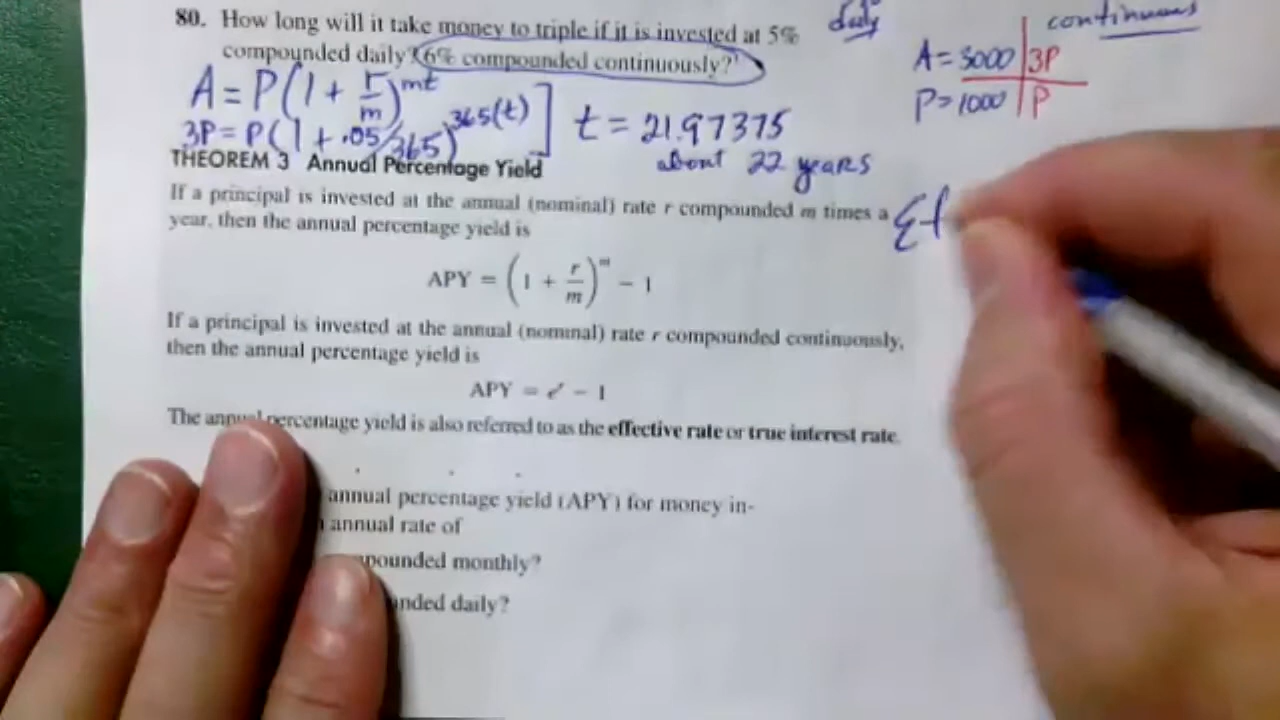 80. How long will it take money to triple if it is invested at 5%
compounded daily? 6% compounded continuously?
daily
continuous
A = 3000 | 3P
P = 1000 | P
A = P(1 + r/m)^mt
3P = P(1 + .05/365)^365(t) ] t = 21.97375
about 22 years
THEOREM 3 Annual Percentage Yield
If a principal is invested at the annual (nominal) rate r compounded m times a
year, then the annual percentage yield is
Ef
APY = (1 + r/m)^m − 1
If a principal is invested at the annual (nominal) rate r compounded continuously,
then the annual percentage yield is
APY = e^r − 1
The annual percentage yield is also referred to as the effective rate or true interest rate.
annual percentage yield (APY) for money in-
annual rate of
monthly?
daily?